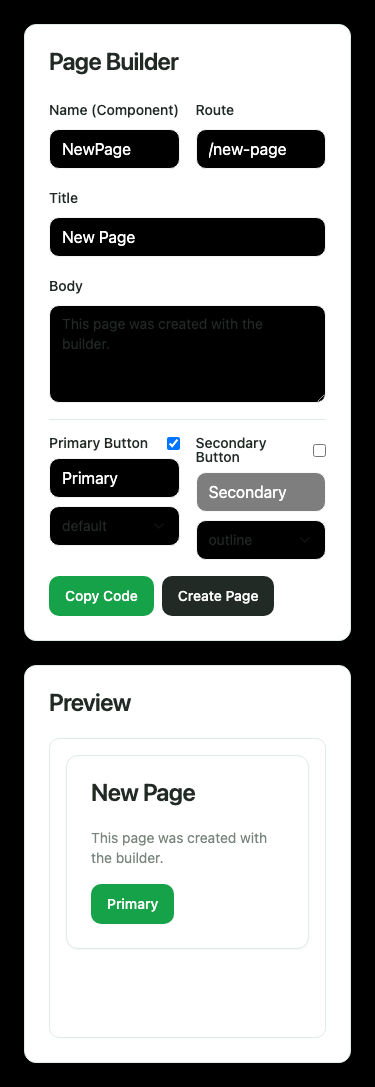 Page Builder
Name (Component) Route
NewPage /new-page
Title
New Page
Body
This page was created with the
builder.
Primary Button
Primary
default
Secondary
Button
Secondary
outline
Copy Code Create Page
Preview
New Page
This page was created with
the builder.
Primary